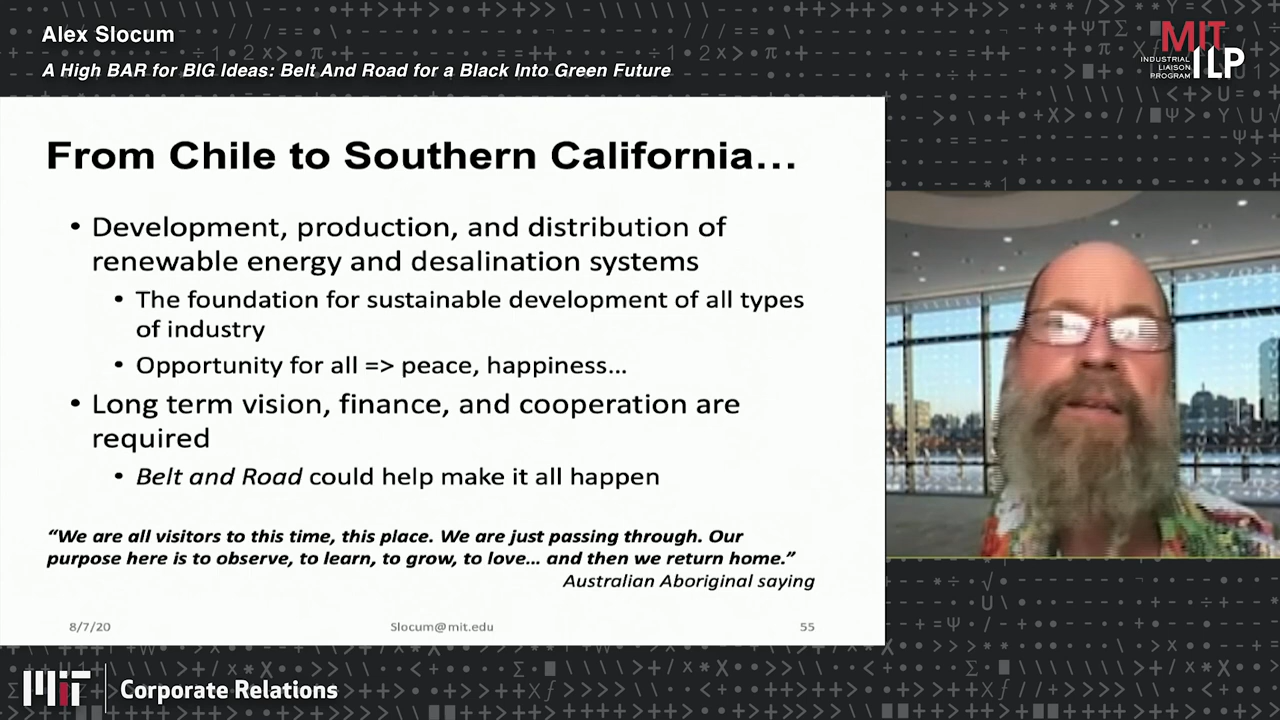 Alex Slocum
A High BAR for BIG Ideas: Belt And Road for a Black Into Green Future
MIT
INDUSTRIAL
LIAISON
PROGRAM
ILP
From Chile to Southern California…
• Development, production, and distribution of
renewable energy and desalination systems
• The foundation for sustainable development of all types
of industry
• Opportunity for all => peace, happiness…
• Long term vision, finance, and cooperation are
required
• Belt and Road could help make it all happen
“We are all visitors to this time, this place. We are just passing through. Our
purpose here is to observe, to learn, to grow, to love… and then we return home.”
Australian Aboriginal saying
8/7/20
Slocum@mit.edu
55
MIT
Corporate Relations